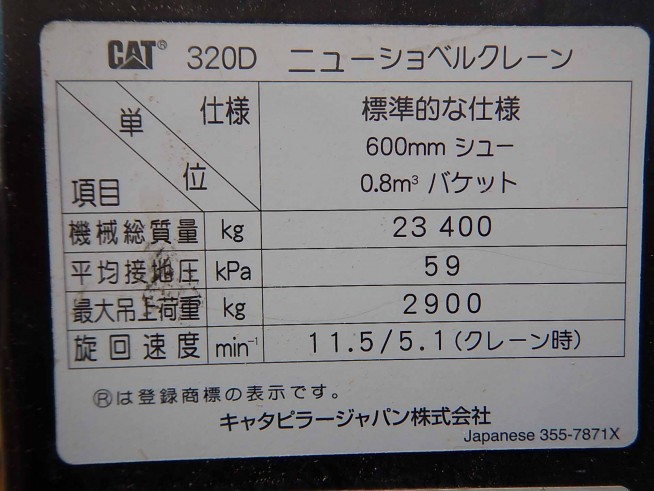 CAT® 320D ニューショベルクレーン
仕様
単位
項目
標準的な仕様
600mm シュー
0.8m³ バケット
機械総質量 kg 23 400
平均接地圧 kPa 59
最大吊上荷重 kg 2900
旋回速度 min⁻¹ 11.5/5.1(クレーン時)
®は登録商標の表示です。
キャタピラージャパン株式会社
Japanese 355-7871X